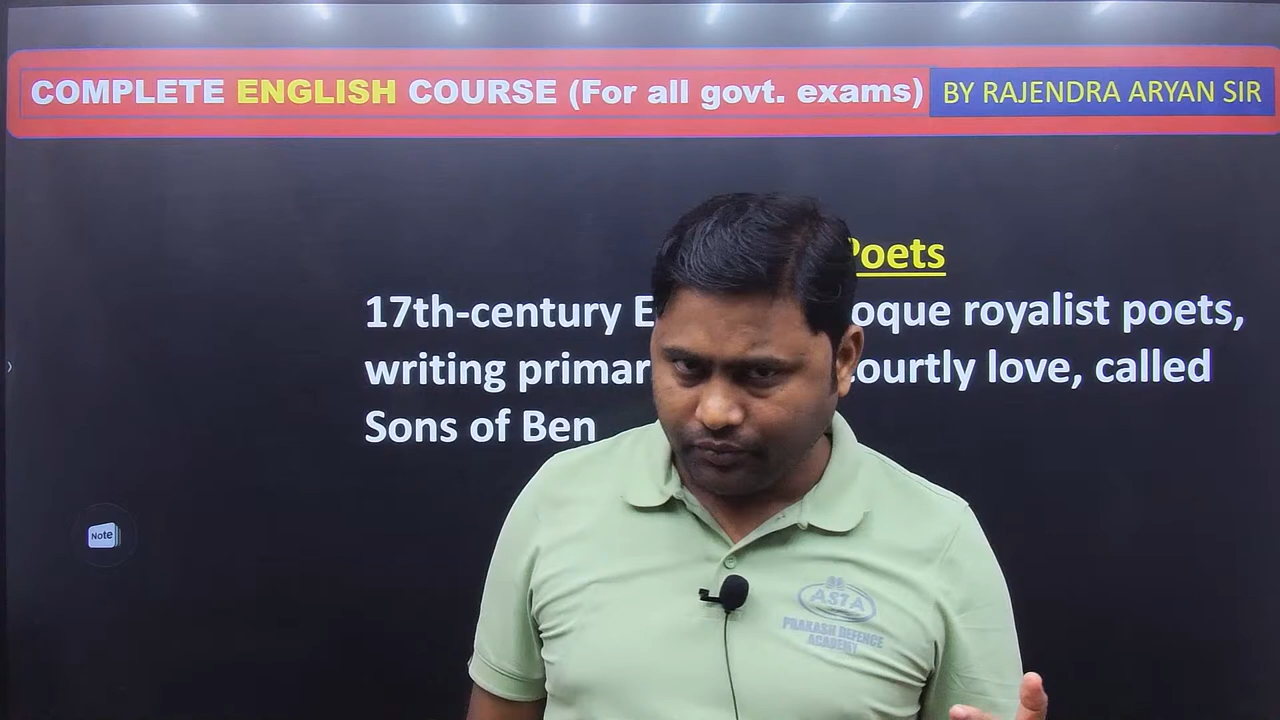 COMPLETE ENGLISH COURSE (For all govt. exams) BY RAJENDRA ARYAN SIR
Poets
17th-century E oque royalist poets,
writing primar courtly love, called
Sons of Ben
Note
ASTA
PRAKASH DEFENCE
ACADEMY